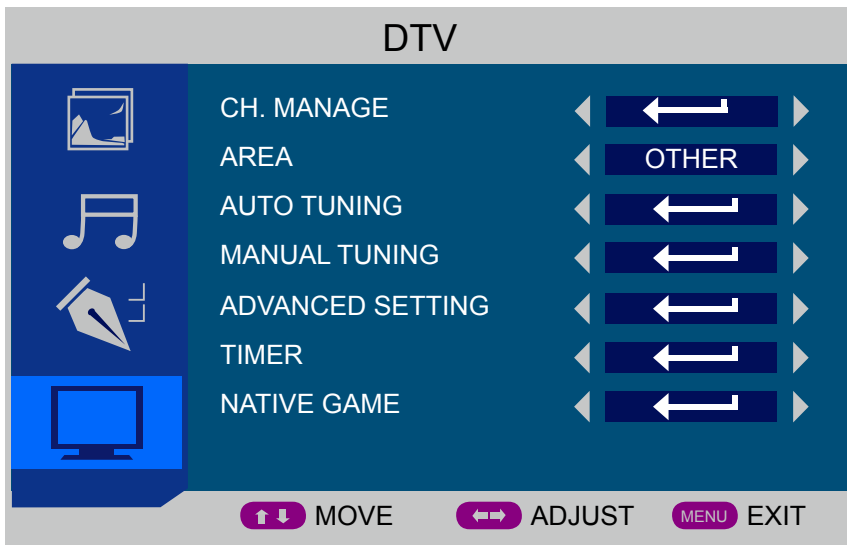 DTV
CH. MANAGE
AREA OTHER
AUTO TUNING
MANUAL TUNING
ADVANCED SETTING
TIMER
NATIVE GAME
MOVE ADJUST MENU EXIT